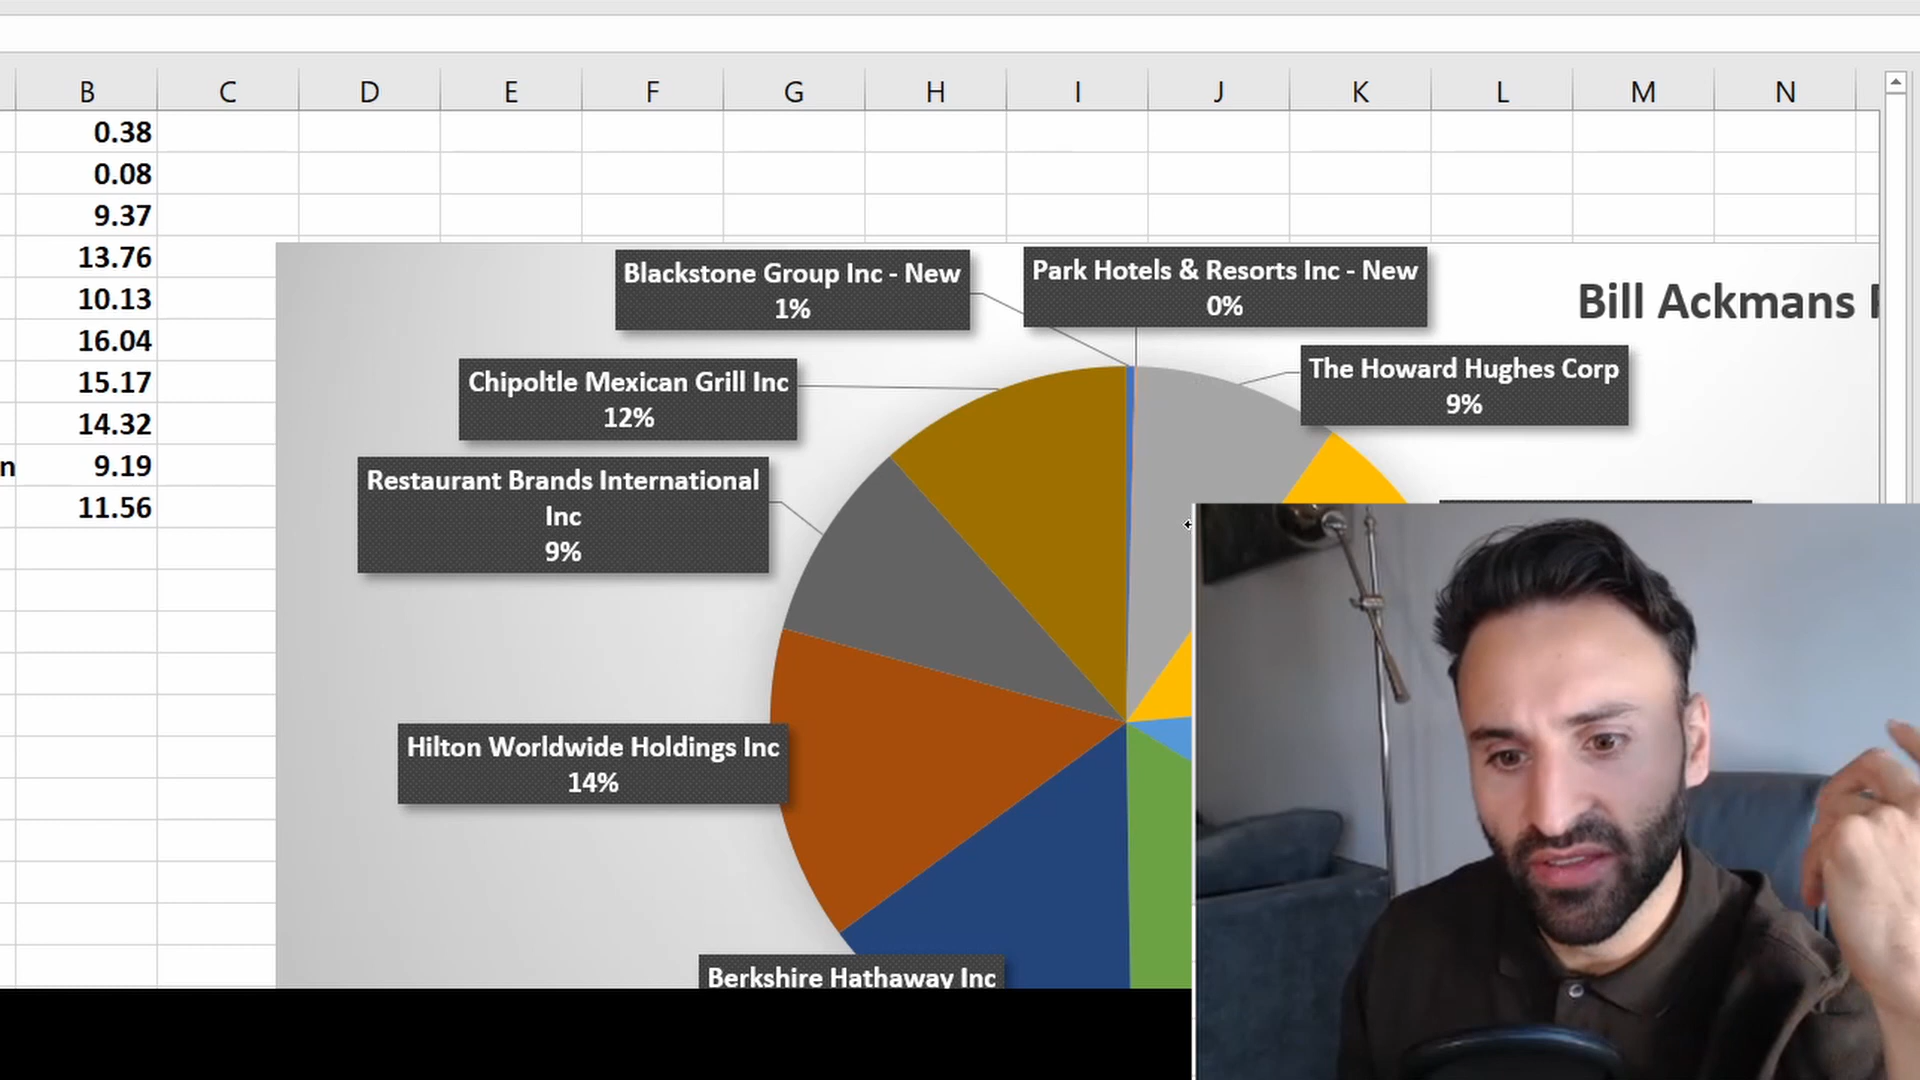 B C D E F G H I J K L M N
0.38
0.08
9.37
13.76
10.13
16.04
15.17
14.32
n 9.19
11.56
Bill Ackmans
Blackstone Group Inc - New
1%
Park Hotels & Resorts Inc - New
0%
The Howard Hughes Corp
9%
Chipoltle Mexican Grill Inc
12%
Restaurant Brands International
Inc
9%
Hilton Worldwide Holdings Inc
14%
Berkshire Hathaway Inc